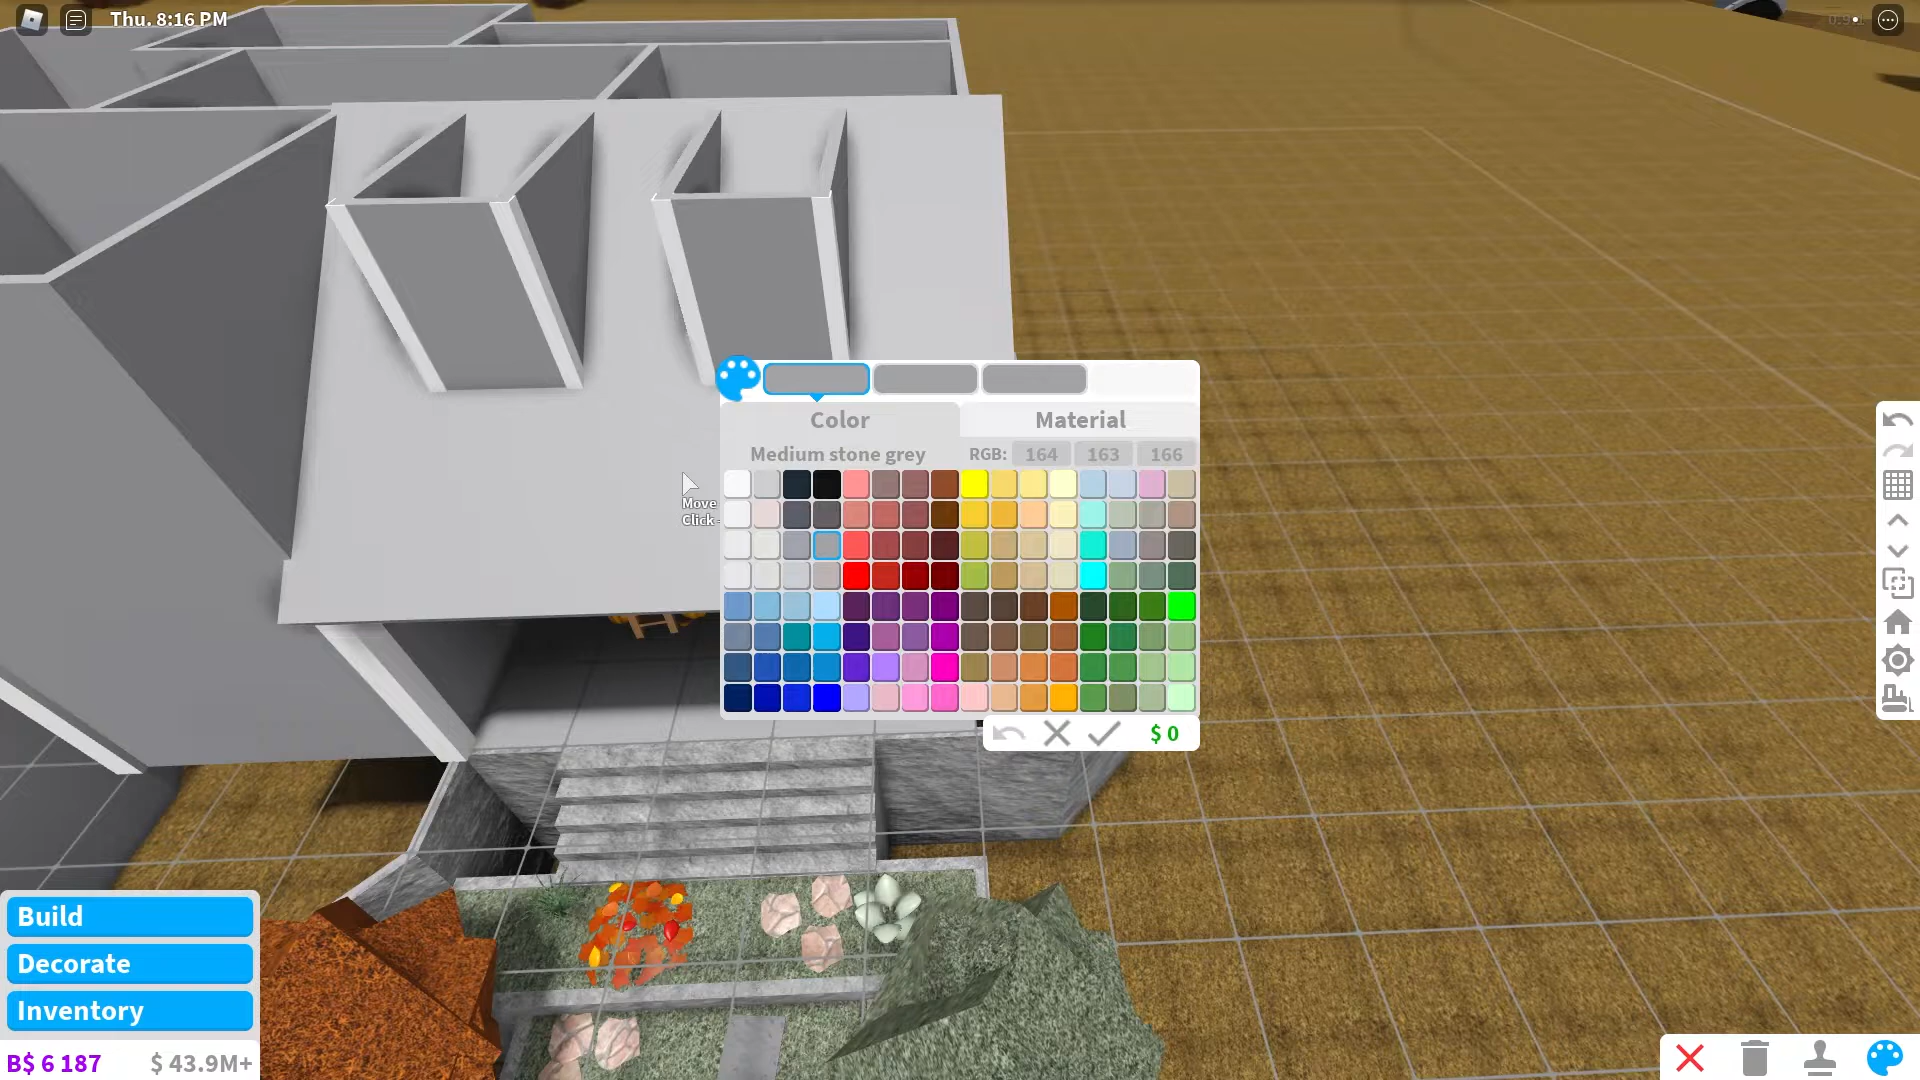 Thu. 8:16 PM
Color
Material
Medium stone grey
RGB: 164 163 166
Move
Click
$ 0
Build
Decorate
Inventory
B$ 6 187
$ 43.9M+